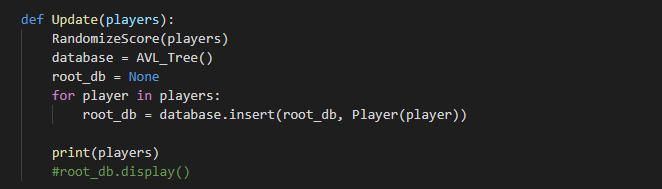 def Update(players):
    RandomizeScore(players)
    database = AVL_Tree()
    root_db = None
    for player in players:
        root_db = database.insert(root_db, Player(player))

    print(players)
    #root_db.display()